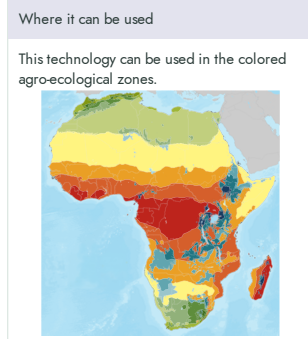 Where it can be used
This technology can be used in the colored
agro-ecological zones.